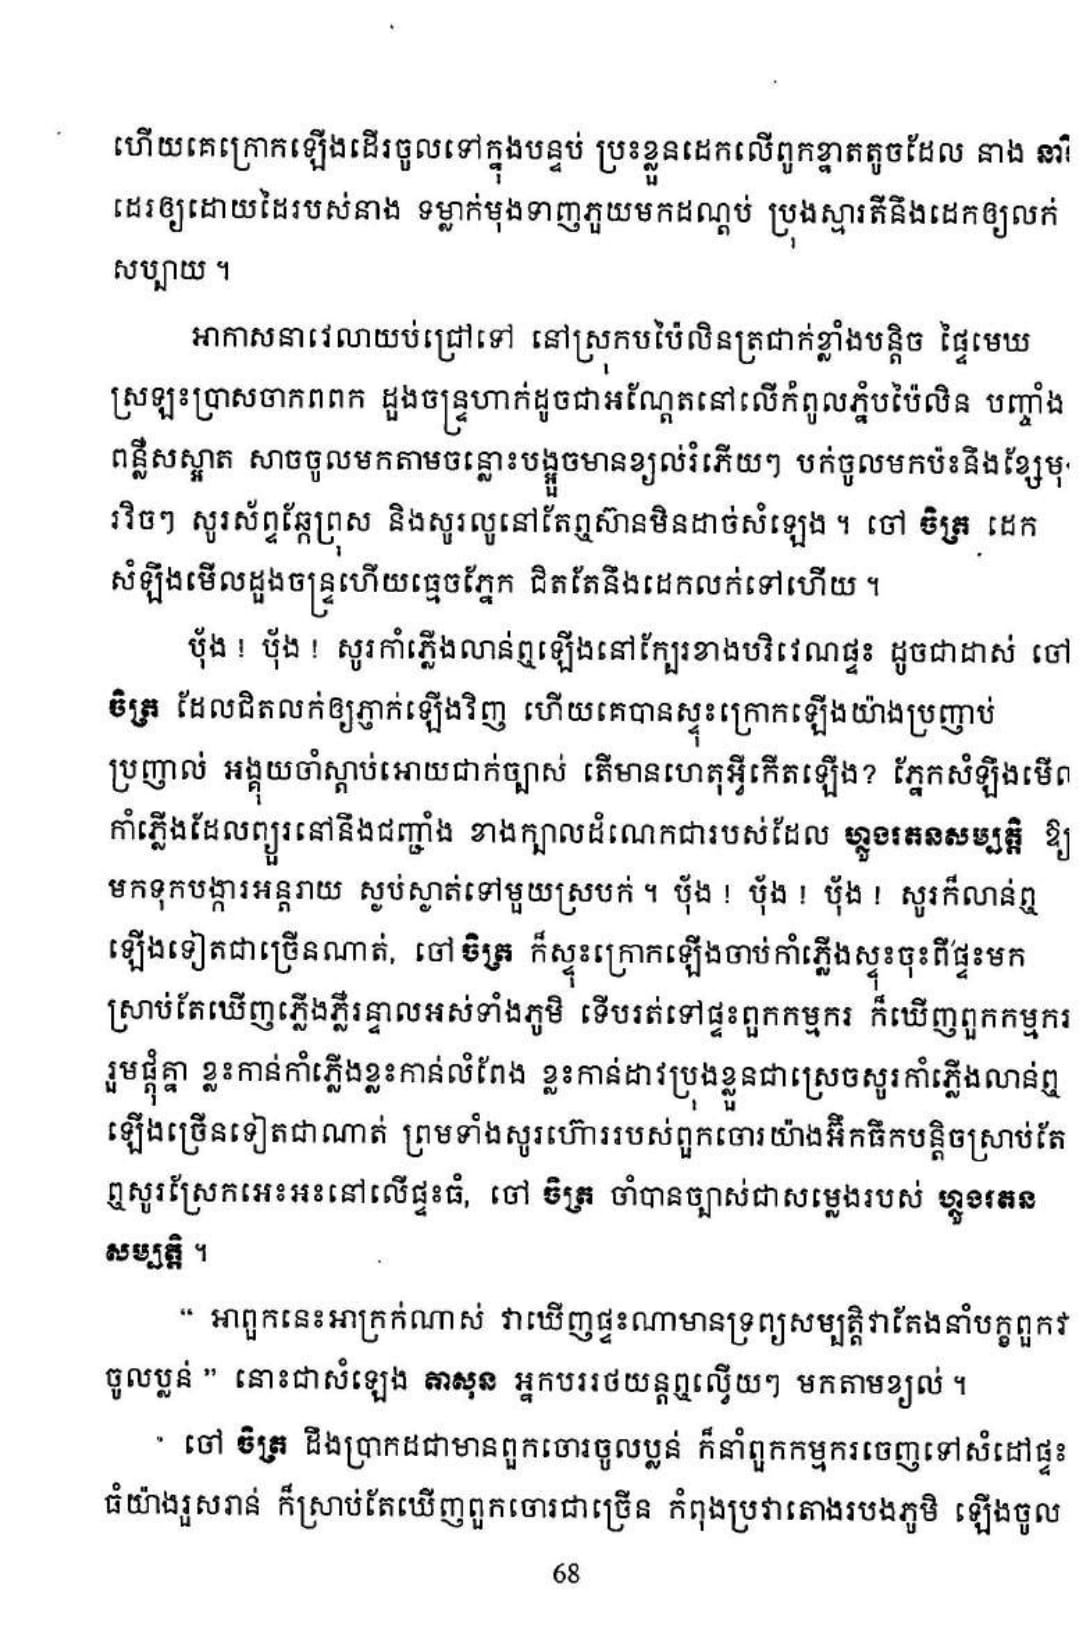 ហើយគេក្រោកឡើងដើរចូលទៅក្នុងបន្ទប់ ប្រះខ្លួនដេកលើពូកខ្នាតតូចដែល នាង នារី
ដេរឲ្យដោយដៃរបស់នាង ទម្លាក់មុងទាញភួយមកដណ្ដប់ ប្រុងស្មារតីនឹងដេកឲ្យលក់
សប្បាយ ។
អាកាសនាវេលាយប់ជ្រៅទៅ នៅស្រុកបប៉ៃលិនត្រជាក់ខ្លាំងបន្តិច ផ្ទៃមេឃ
ស្រឡះប្រាសចាកពពក ដួងចន្ទ្រហាក់ដូចជាអណ្ដែតនៅលើកំពូលភ្នំបប៉ៃលិន បញ្ចាំង
ពន្លឺសស្អាត សាចចូលមកតាមចន្លោះបង្អួចមានខ្យល់រំភើយៗ បក់ចូលមកប៉ះនឹងខ្សែមុ
រវិចៗ សូរស័ព្ទឆ្កែព្រុស និងសូរលូនៅតែឮស៊ានមិនដាច់សំឡេង ។ ចៅ ចិត្រ ដេក
សំឡឹងមើលដួងចន្ទ្រហើយធ្មេចភ្នែក ជិតតែនឹងដេកលក់ទៅហើយ ។
ប៉ុ័ង ! ប៉ុ័ង ! សូរកាំភ្លើងលាន់ឮឡើងនៅក្បែរខាងបរិវេណផ្ទះ ដូចជាដាស់ ចៅ
ចិត្រ ដែលជិតលក់ឲ្យភ្ញាក់ឡើងវិញ ហើយគេបានស្ទុះក្រោកឡើងយ៉ាងប្រញាប់
ប្រញាល់ អង្គុយចាំស្ដាប់អោយជាក់ច្បាស់ តើមានហេតុអ្វីកើតឡើង? ភ្នែកសំឡឹងមើល
កាំភ្លើងដែលព្យួរនៅនឹងជញ្ជាំង ខាងក្បាលដំណេកជារបស់ដែល ហ្លួងរតនសម្បត្តិ ឱ្យ
មកទុកបង្ការអន្តរាយ ស្ងប់ស្ងាត់ទៅមួយស្របក់ ។ ប៉ុ័ង ! ប៉ុ័ង ! ប៉ុ័ង ! សូរក៏លាន់ឮ
ឡើងទៀតជាច្រើនណាត់, ចៅ ចិត្រ ក៏ស្ទុះក្រោកឡើងចាប់កាំភ្លើងស្ទុះចុះពីផ្ទះមក
ស្រាប់តែឃើញភ្លើងភ្លឺរន្ទាលអស់ទាំងភូមិ ទើបរត់ទៅផ្ទះពួកកម្មករ ក៏ឃើញពួកកម្មករ
រួមផ្ដុំគ្នា ខ្លះកាន់កាំភ្លើងខ្លះកាន់លំពែង ខ្លះកាន់ដាវប្រុងខ្លួនជាស្រេចសូរកាំភ្លើងលាន់ឮ
ឡើងច្រើនទៀតជាណាត់ ព្រមទាំងសូរហ៊ោររបស់ពួកចោរយ៉ាងអឹកធឹកបន្តិចស្រាប់តែ
ឮសូរស្រែកអេះអះនៅលើផ្ទះធំ, ចៅ ចិត្រ ចាំបានច្បាស់ជាសម្លេងរបស់ ហ្លួងរតន
សម្បត្តិ ។
“ អាពួកនេះអាក្រក់ណាស់ វាឃើញផ្ទះណាមានទ្រព្យសម្បត្តិវាតែងនាំបក្ខពួកវ
ចូលប្លន់ ” នោះជាសំឡេង តាសុន អ្នកបររថយន្តឮល្វើយៗ មកតាមខ្យល់ ។
ចៅ ចិត្រ ដឹងប្រាកដជាមានពួកចោរចូលប្លន់ ក៏នាំពួកកម្មករចេញទៅសំដៅផ្ទះ
ធំយ៉ាងរួសរាន់ ក៏ស្រាប់តែឃើញពួកចោរជាច្រើន កំពុងប្រវាតោងរបងភូមិ ឡើងចូល
68